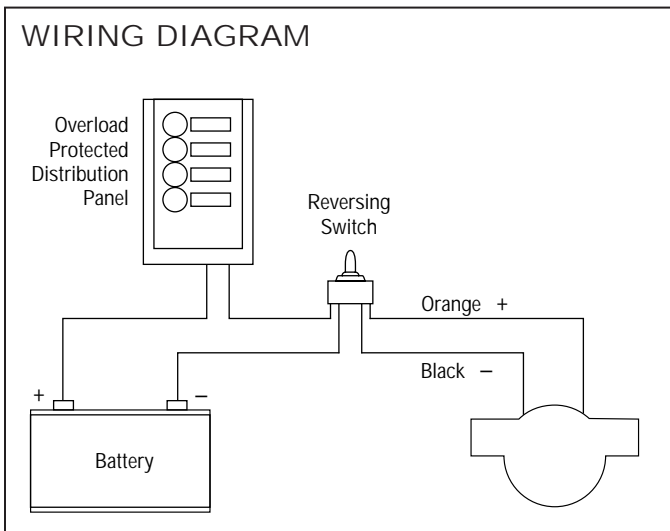 WIRING DIAGRAM
Overload
Protected
Distribution
Panel
Reversing
Switch
Orange +
Black –
+ –
Battery